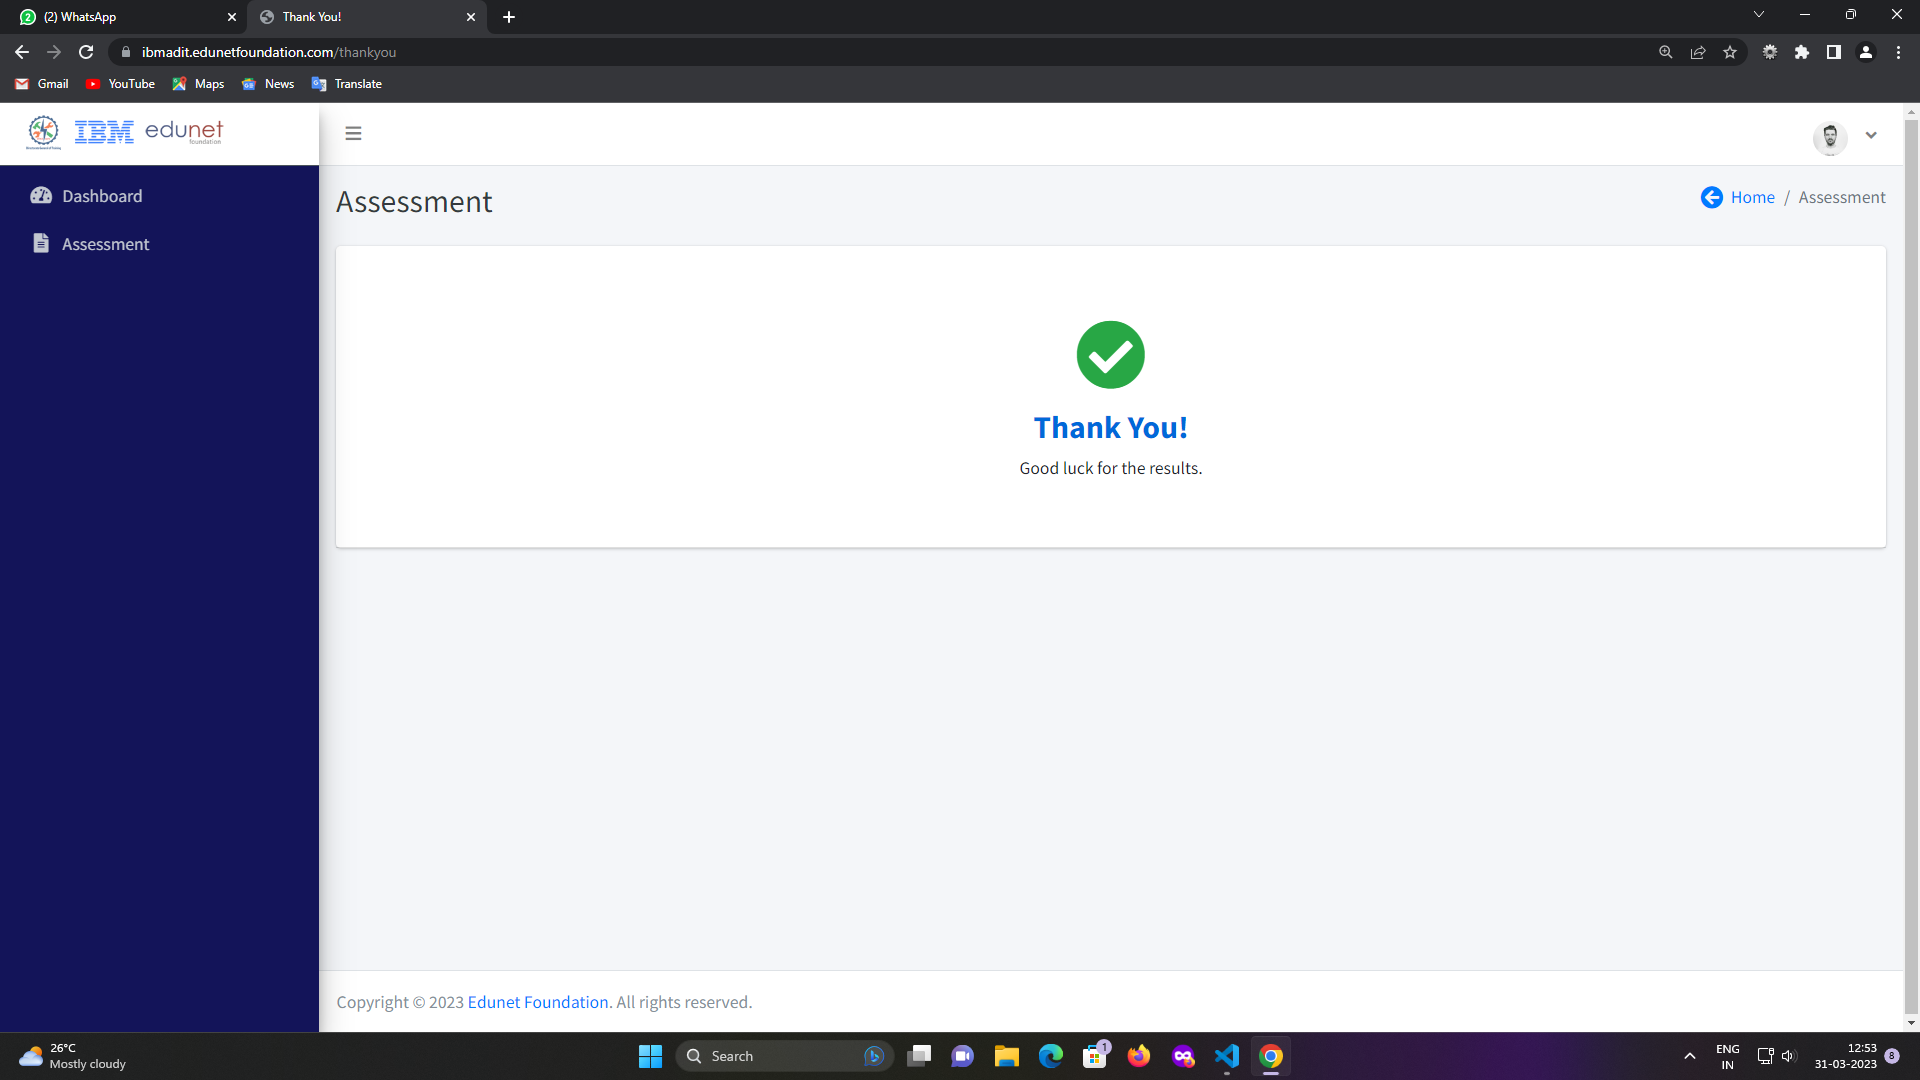 (2) WhatsApp
Thank You!
ibmadit.edunetfoundation.com/thankyou
Gmail
YouTube
Maps
News
Translate
IBM edunet
foundation
Dashboard
Assessment
Assessment
Home / Assessment
Thank You!
Good luck for the results.
Copyright © 2023 Edunet Foundation. All rights reserved.
26°C
Mostly cloudy
Search
1
ENG
IN
12:53
31-03-2023
8